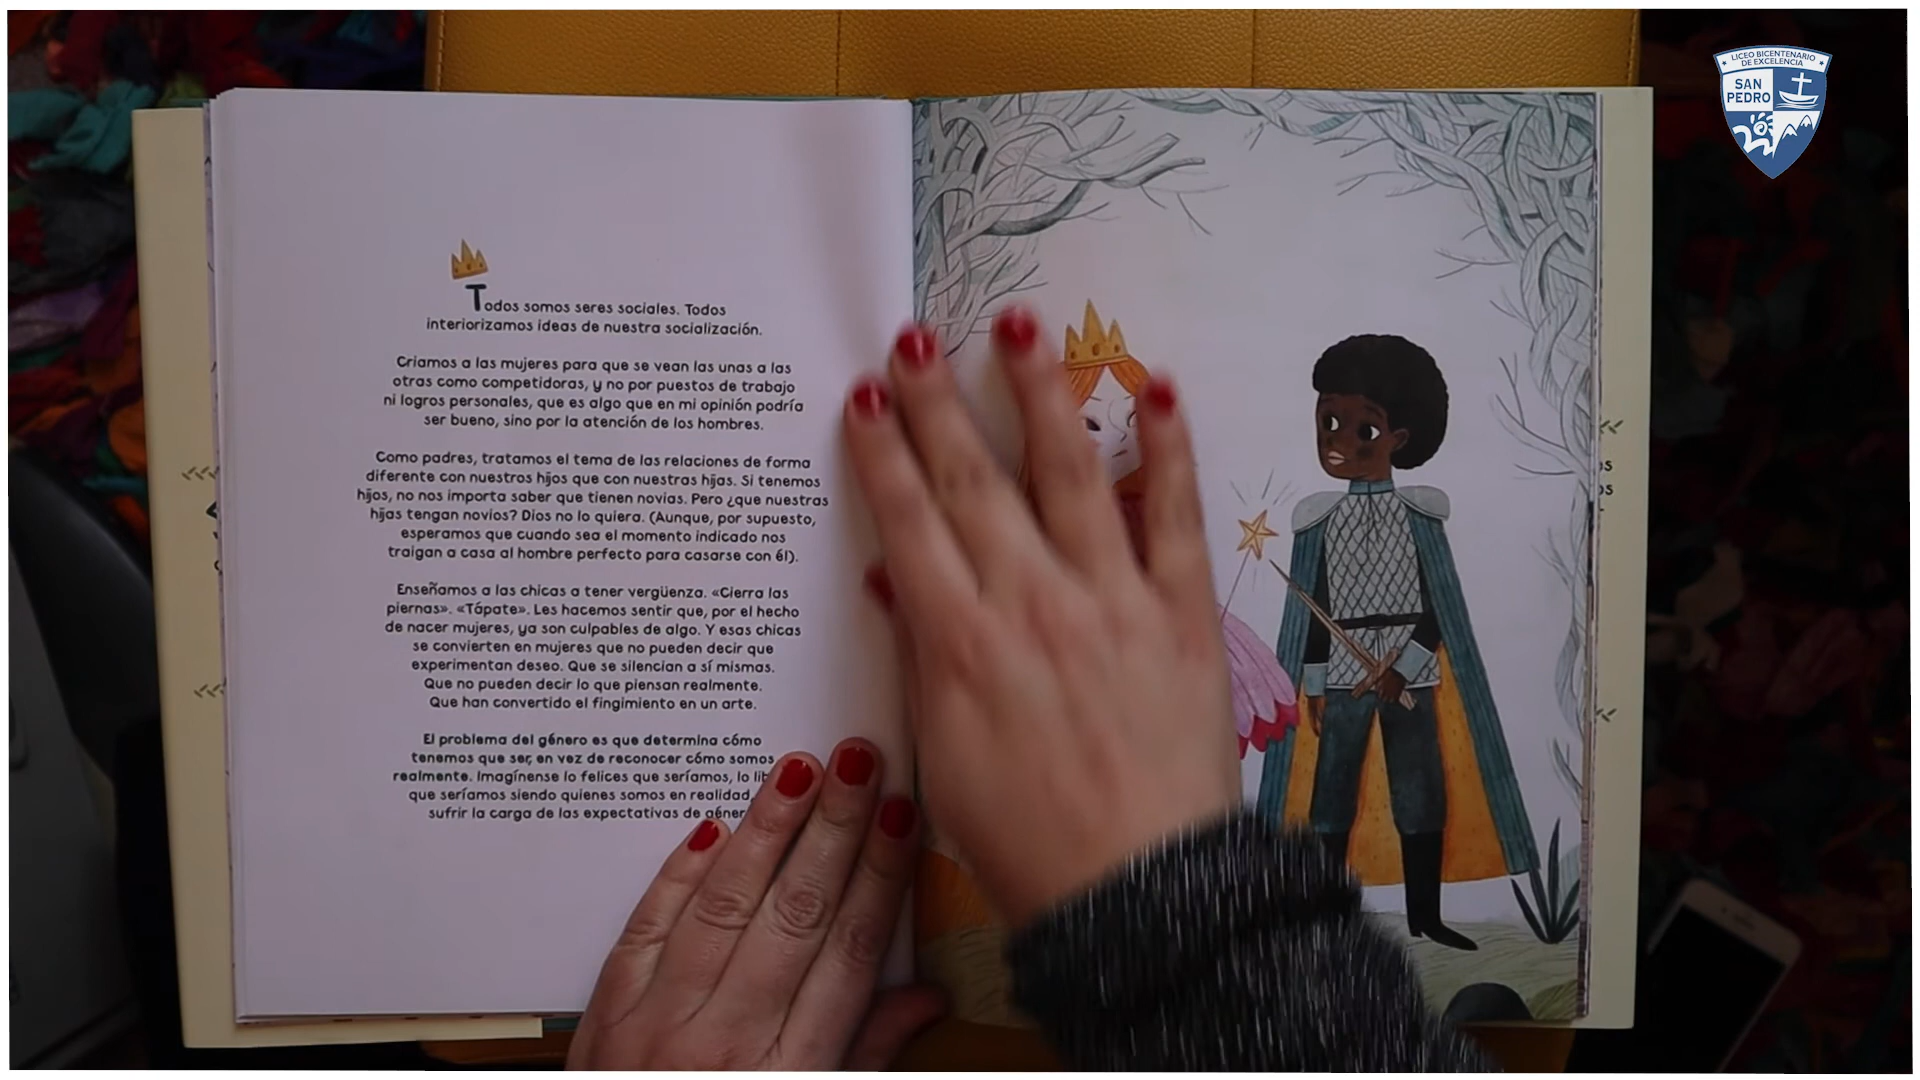 Todos somos seres sociales. Todos
interiorizamos ideas de nuestra socialización.
Criamos a las mujeres para que se vean las unas a las
otras como competidoras, y no por puestos de trabajo
ni logros personales, que es algo que en mi opinión podría
ser bueno, sino por la atención de los hombres.
Como padres, tratamos el tema de las relaciones de forma
diferente con nuestros hijos que con nuestras hijas. Si tenemos
hijos, no nos importa saber que tienen novias. Pero ¿que nuestras
hijas tengan novios? Dios no lo quiera. (Aunque, por supuesto,
esperamos que cuando sea el momento indicado nos
traigan a casa al hombre perfecto para casarse con él).
Enseñamos a las chicas a tener vergüenza. «Cierra las
piernas». «Tápate». Les hacemos sentir que, por el hecho
de nacer mujeres, ya son culpables de algo. Y esas chicas
se convierten en mujeres que no pueden decir que
experimentan deseo. Que se silencian a sí mismas.
Que no pueden decir lo que piensan realmente.
Que han convertido el fingimiento en un arte.
El problema del género es que determina cómo
tenemos que ser, en vez de reconocer cómo somos
realmente. Imagínense lo felices que seríamos, lo
que seríamos siendo quienes somos en realidad,
sufrir la carga de las expectativas de
LICEO BICENTENARIO
DE EXCELENCIA
SAN
PEDRO